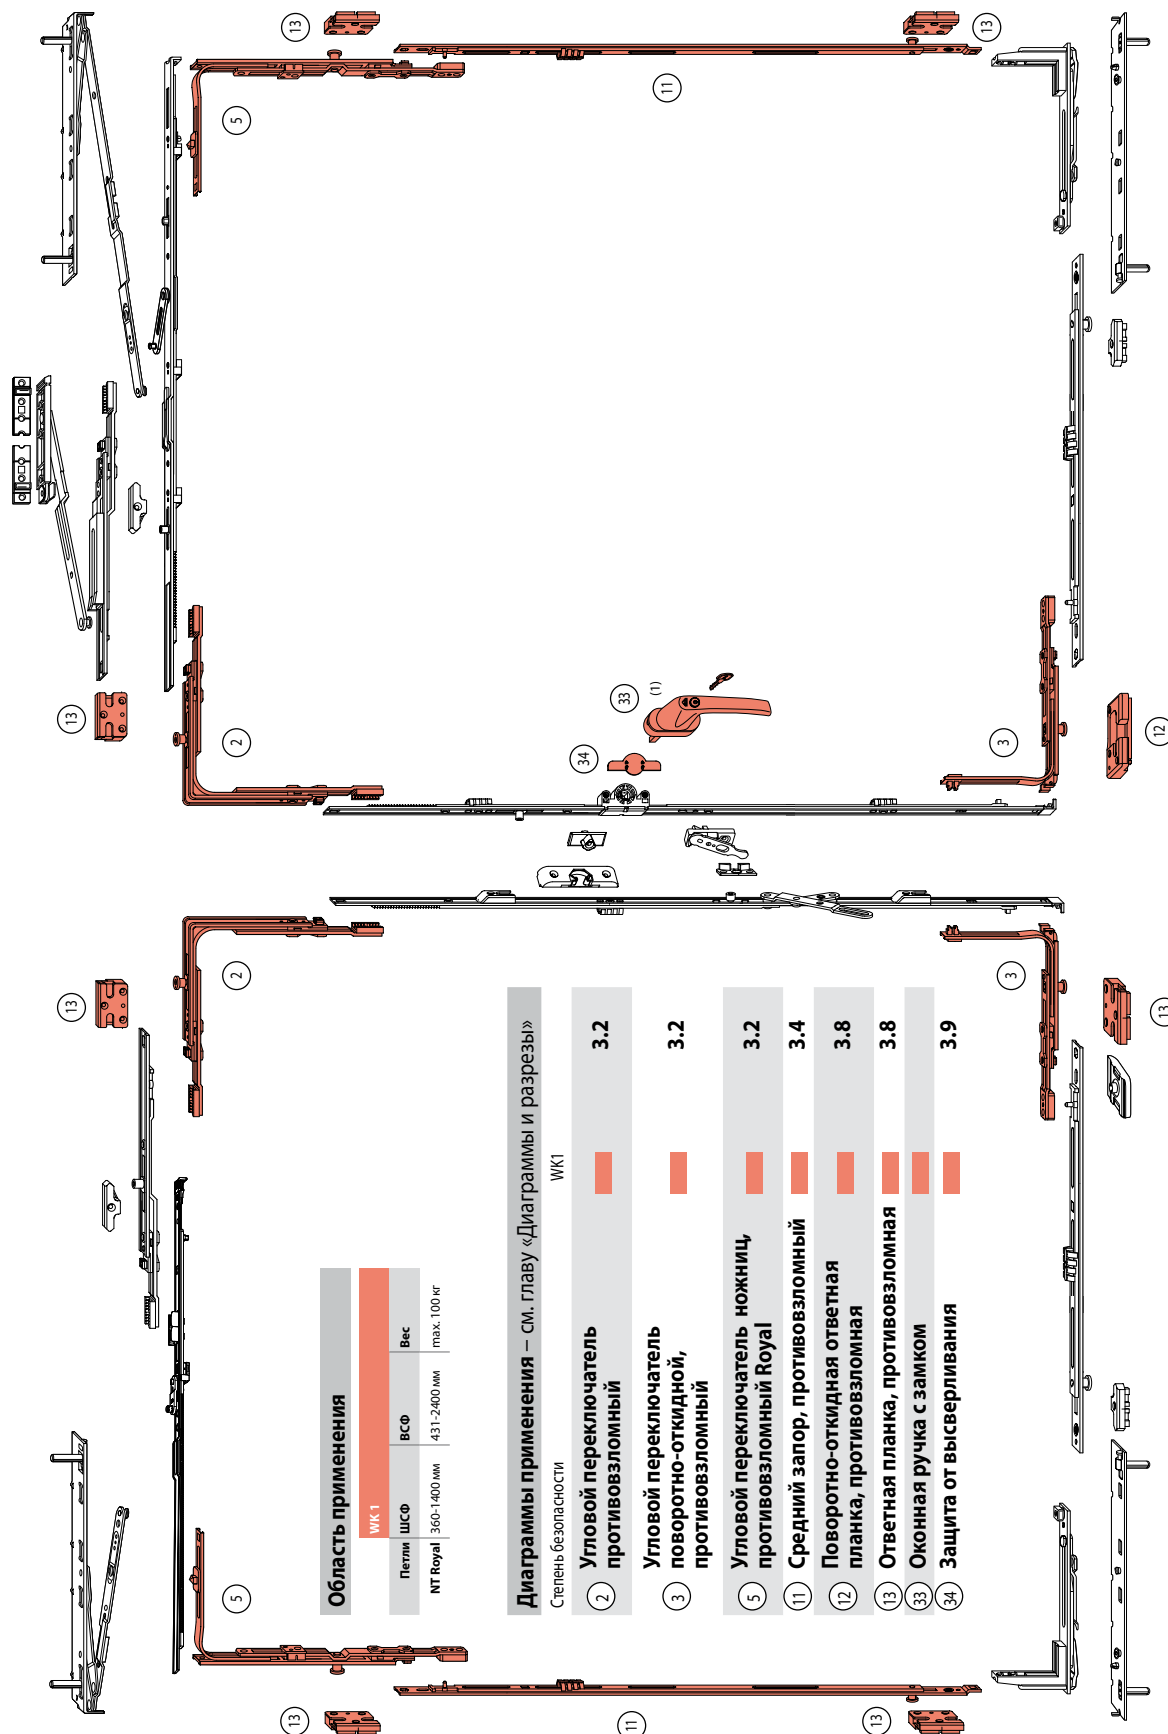 13
13
5
11
13
2
33
(1)
34
3
12
13
2
3
13
Область применения
WK 1
Петли ШСФ ВСФ Вес
NT Royal 360-1400 мм 431-2400 мм max. 100 кг
Диаграммы применения – см. главу «Диаграммы и разрезы»
Степень безопасности WK1
2 Угловой переключатель 3.2
противовзломный
Угловой переключатель
3 поворотно-откидной, 3.2
противовзломный
5 Угловой переключатель ножниц, 3.2
противовзломный Royal
11 Средний запор, противовзломный 3.4
12 Поворотно-откидная ответная 3.8
планка, противовзломная
13 Ответная планка, противовзломная 3.8
33 Оконная ручка с замком
34 Защита от высверливания 3.9
5
13
11
13